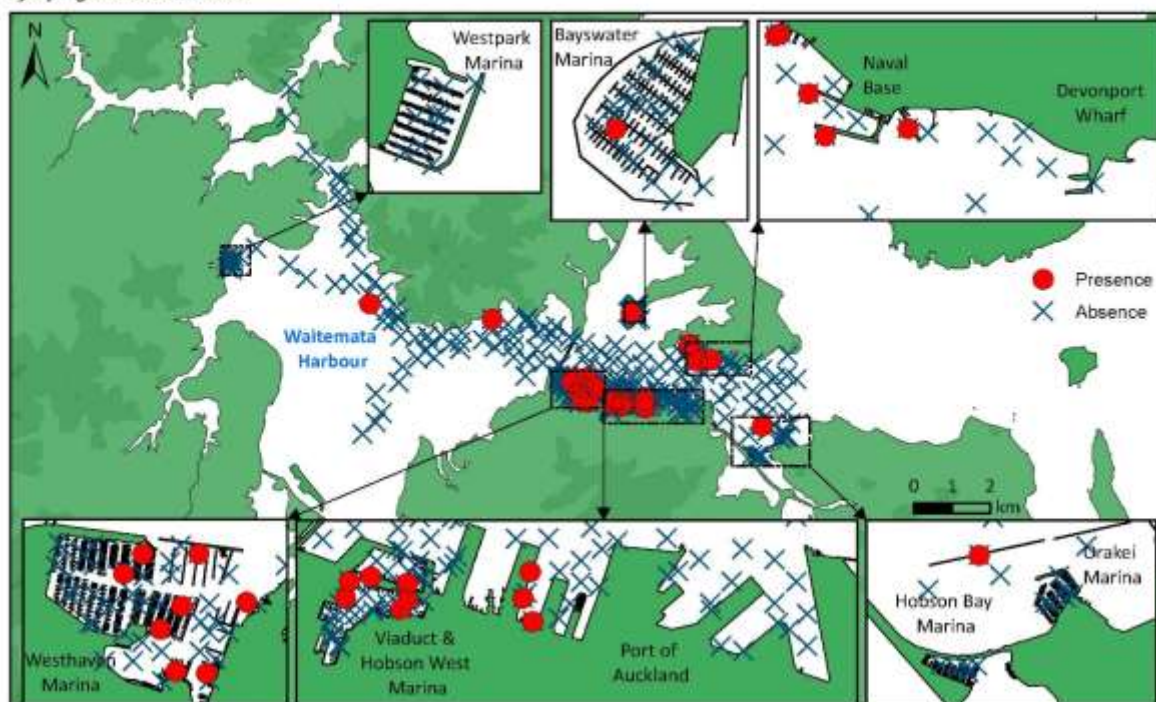 N
Westpark
Marina
Bayswater
Marina
Naval
Base
Devonport
Wharf
Presence
Absence
Waitemata
Harbour
0 1 2
km
Westhaven
Marina
Viaduct &
Hobson West
Marina
Port of
Auckland
Hobson Bay
Marina
Orakei
Marina